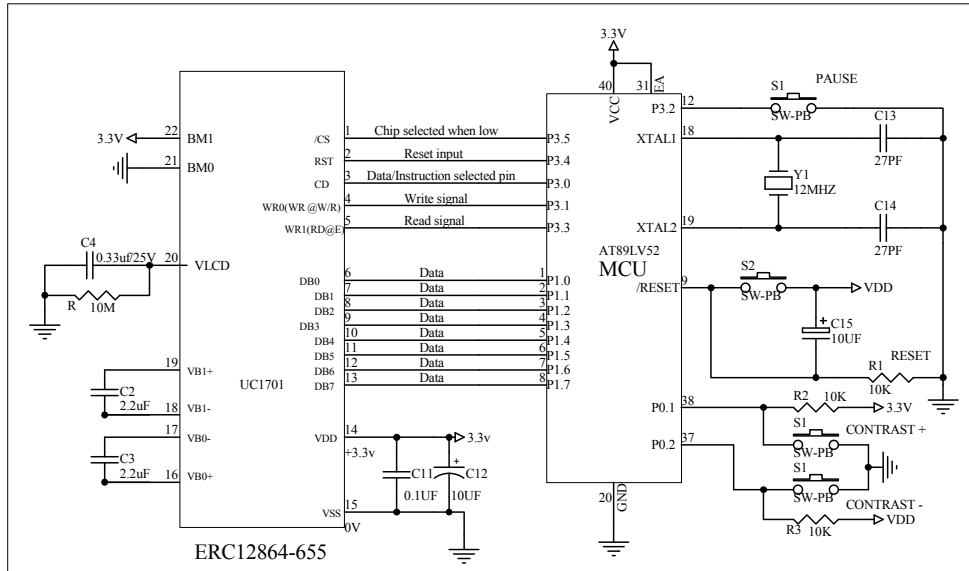 3.3V
40
31
EA
VCC
S1
PAUSE
SW-PB
P3.2
12
XTAL1
18
C13
27PF
Y1
12MHZ
C14
27PF
XTAL2
19
3.3V
22
BM1
21
BM0
/CS
1
Chip selected when low
P3.5
RST
2
Reset input
P3.4
CD
3
Data/Instruction selected pin
P3.0
WR0(WR @W/R)
4
Write signal
P3.1
WR1(RD@E)
5
Read signal
P3.3
AT89LV52
MCU
C4
0.33uf/25V
20
VLCD
R
10M
DB0
6
Data
1
P1.0
DB1
7
Data
2
P1.1
DB2
8
Data
3
P1.2
DB3
9
Data
4
P1.3
DB4
10
Data
5
P1.4
DB5
11
Data
6
P1.5
DB6
12
Data
7
P1.6
DB7
13
Data
8
P1.7
/RESET
9
S2
SW-PB
VDD
+
C15
10UF
R1
RESET
10K
19
VB1+
C2
2.2uF
18
VB1-
17
VB0-
C3
2.2uF
16
VB0+
UC1701
VDD
14
+3.3v
3.3v
C11
0.1UF
+
C12
10UF
VSS
15
0V
P0.1
38
R2
10K
3.3V
S1
CONTRAST +
SW-PB
P0.2
37
S1
SW-PB
CONTRAST -
R3
10K
VDD
20
GND
ERC12864-655